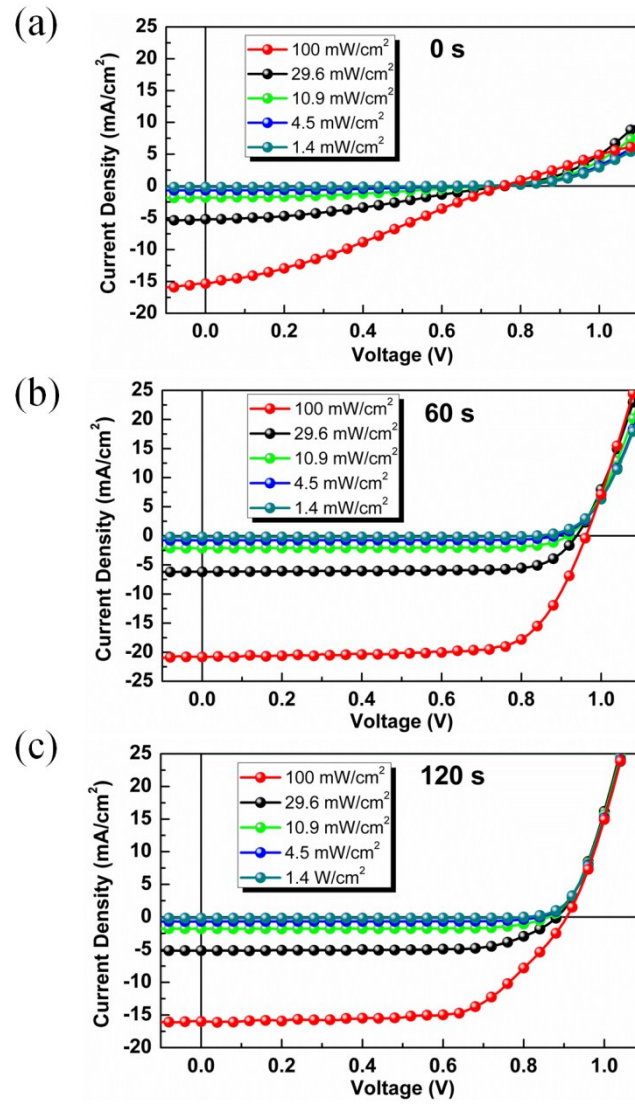 (a)
0 s
100 mW/cm²
29.6 mW/cm²
10.9 mW/cm²
4.5 mW/cm²
1.4 mW/cm²
25
20
15
10
5
0
-5
-10
-15
-20
Current Density (mA/cm²)
0.0 0.2 0.4 0.6 0.8 1.0
Voltage (V)
(b)
60 s
100 mW/cm²
29.6 mW/cm²
10.9 mW/cm²
4.5 mW/cm²
1.4 mW/cm²
25
20
15
10
5
0
-5
-10
-15
-20
-25
Current Density (mA/cm²)
0.0 0.2 0.4 0.6 0.8 1.0
Voltage (V)
(c)
120 s
100 mW/cm²
29.6 mW/cm²
10.9 mW/cm²
4.5 mW/cm²
1.4 W/cm²
25
20
15
10
5
0
-5
-10
-15
-20
Current Density (mA/cm²)
0.0 0.2 0.4 0.6 0.8 1.0
Voltage (V)